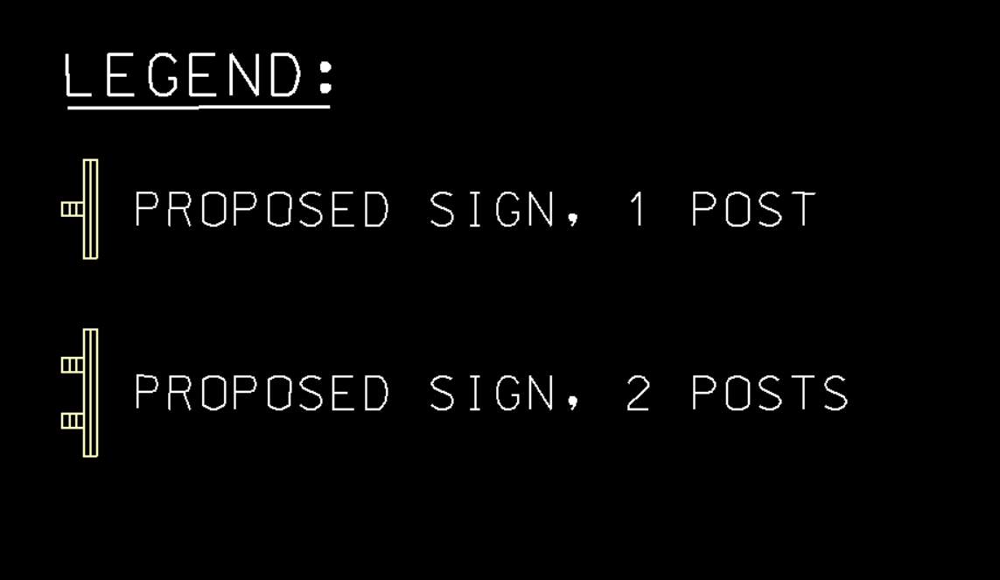 LEGEND:
PROPOSED SIGN, 1 POST
PROPOSED SIGN, 2 POSTS